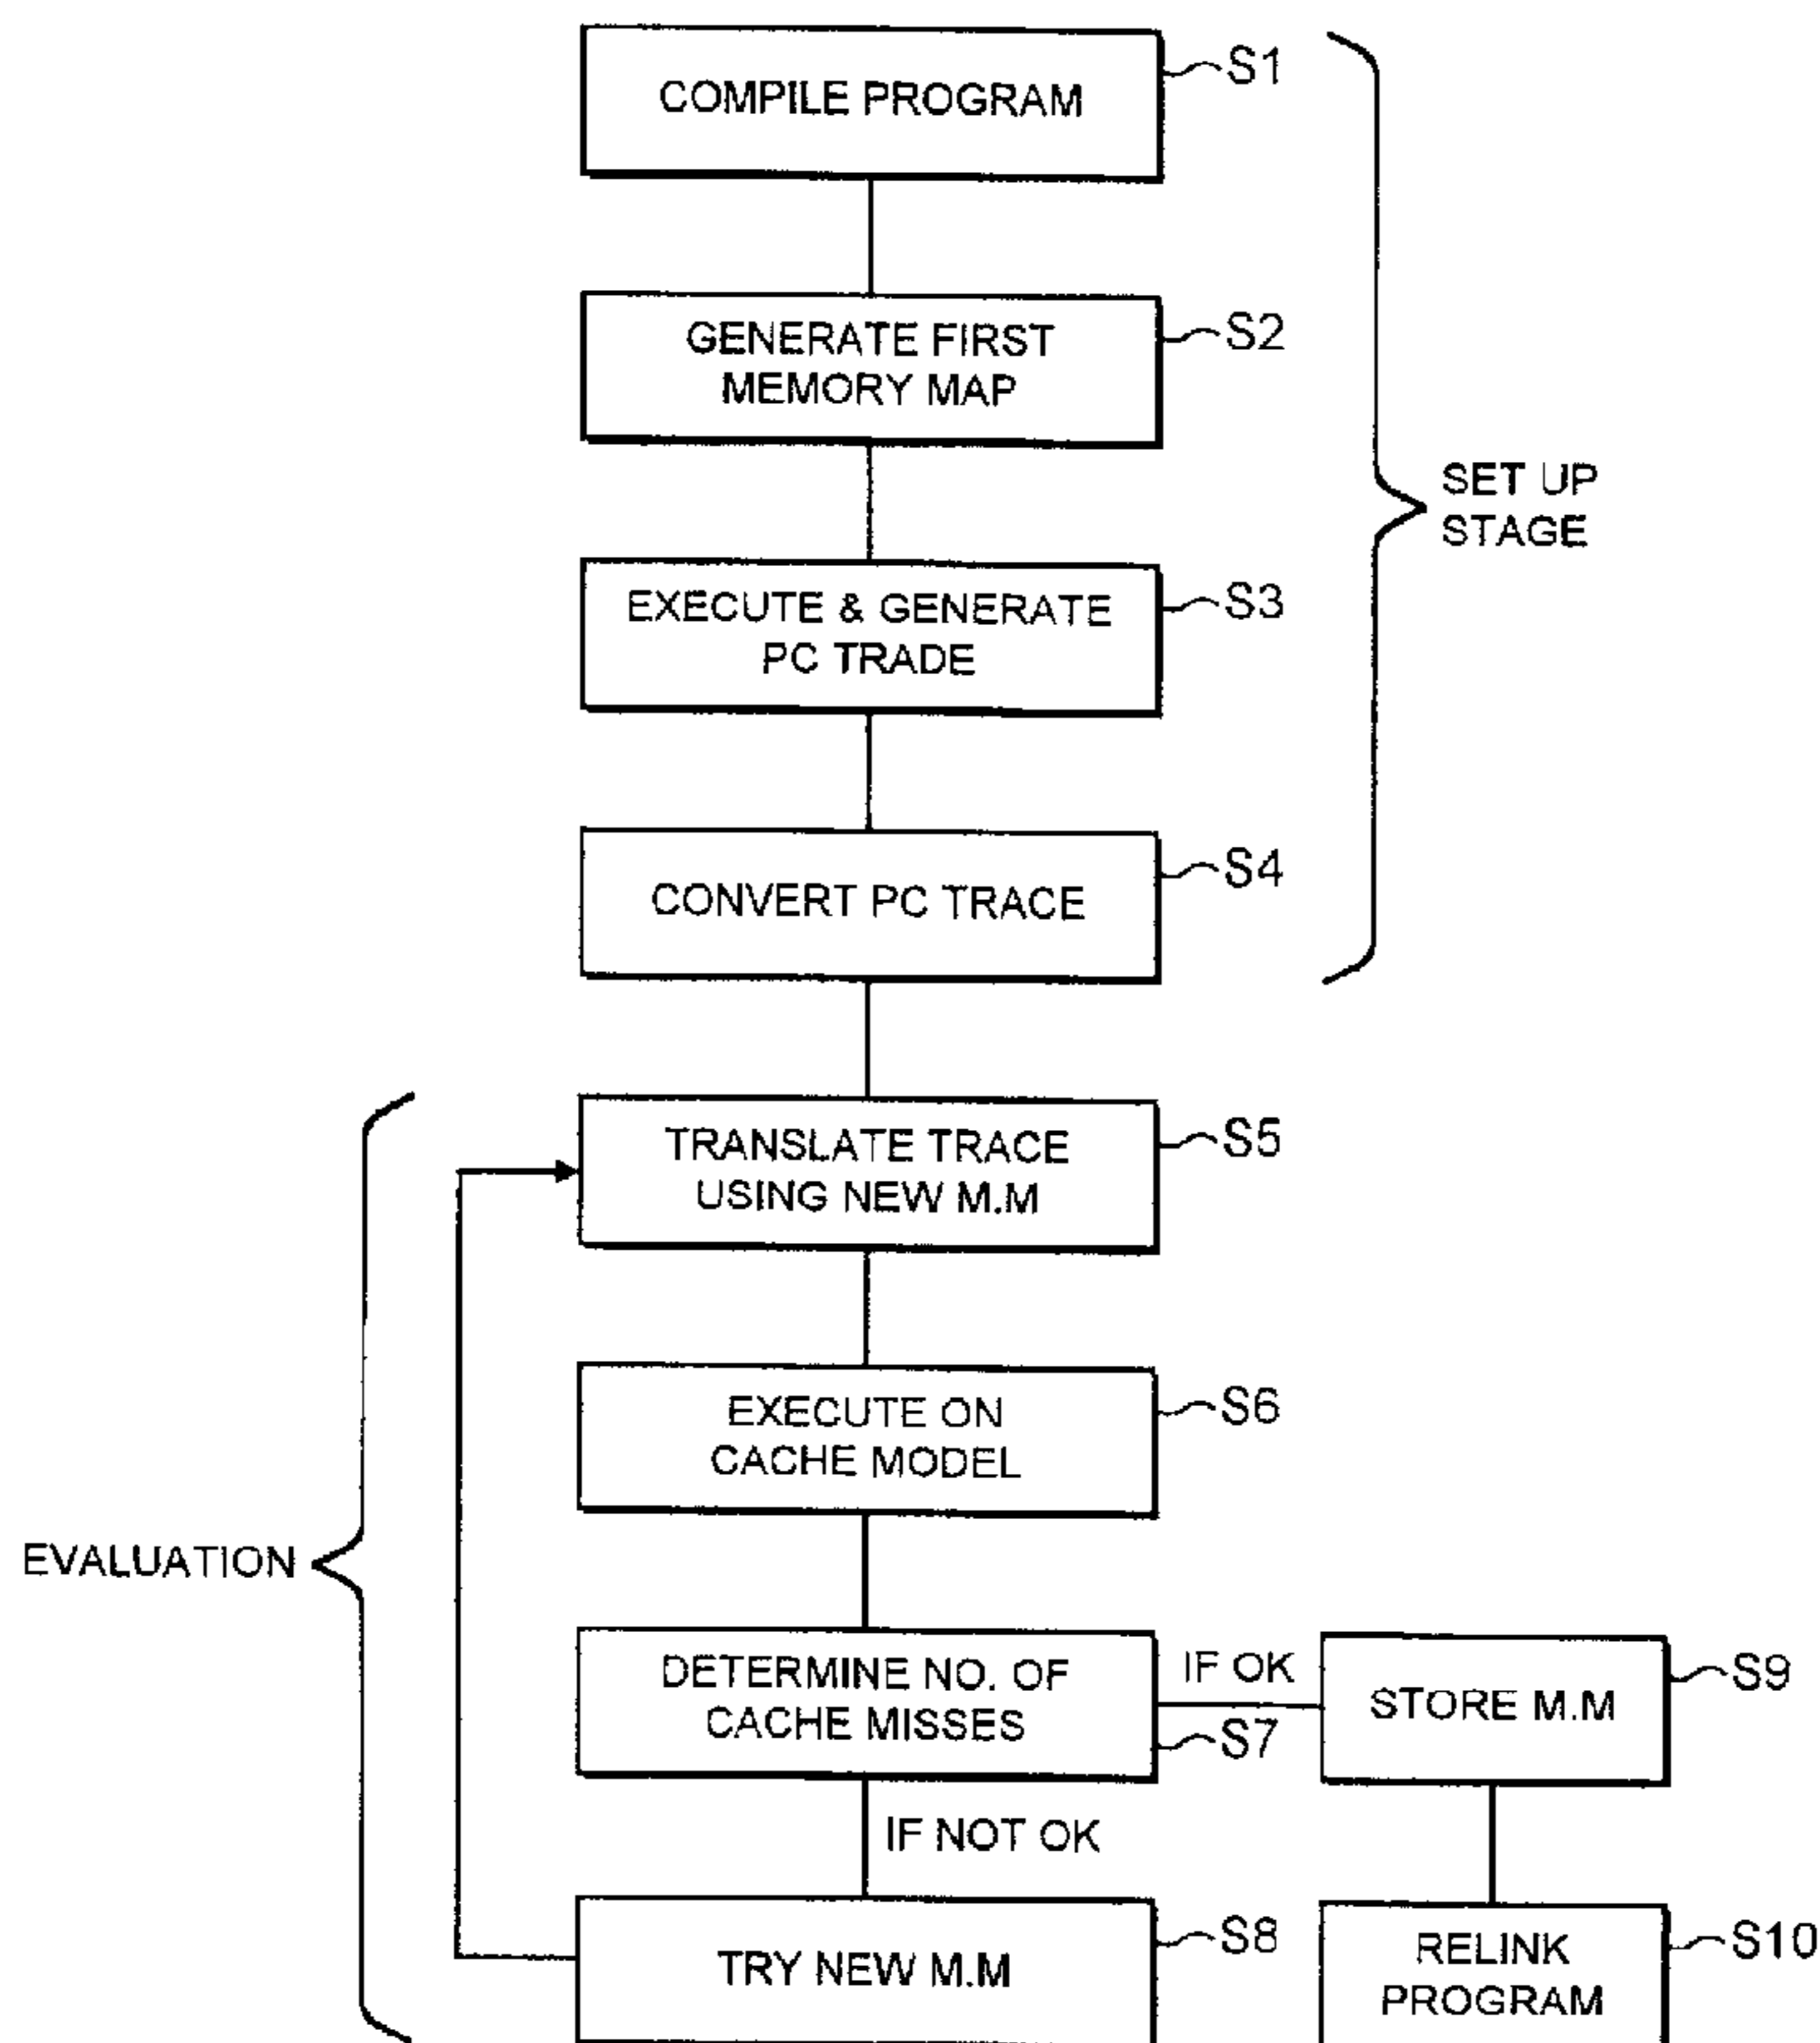 COMPILE PROGRAM
S1
GENERATE FIRST
MEMORY MAP
S2
SET UP
STAGE
EXECUTE & GENERATE
PC TRADE
S3
CONVERT PC TRACE
S4
TRANSLATE TRACE
USING NEW M.M
S5
EXECUTE ON
CACHE MODEL
S6
EVALUATION
DETERMINE NO. OF
CACHE MISSES
S7
IF OK
STORE M.M
S9
IF NOT OK
TRY NEW M.M
S8
RELINK
PROGRAM
S10